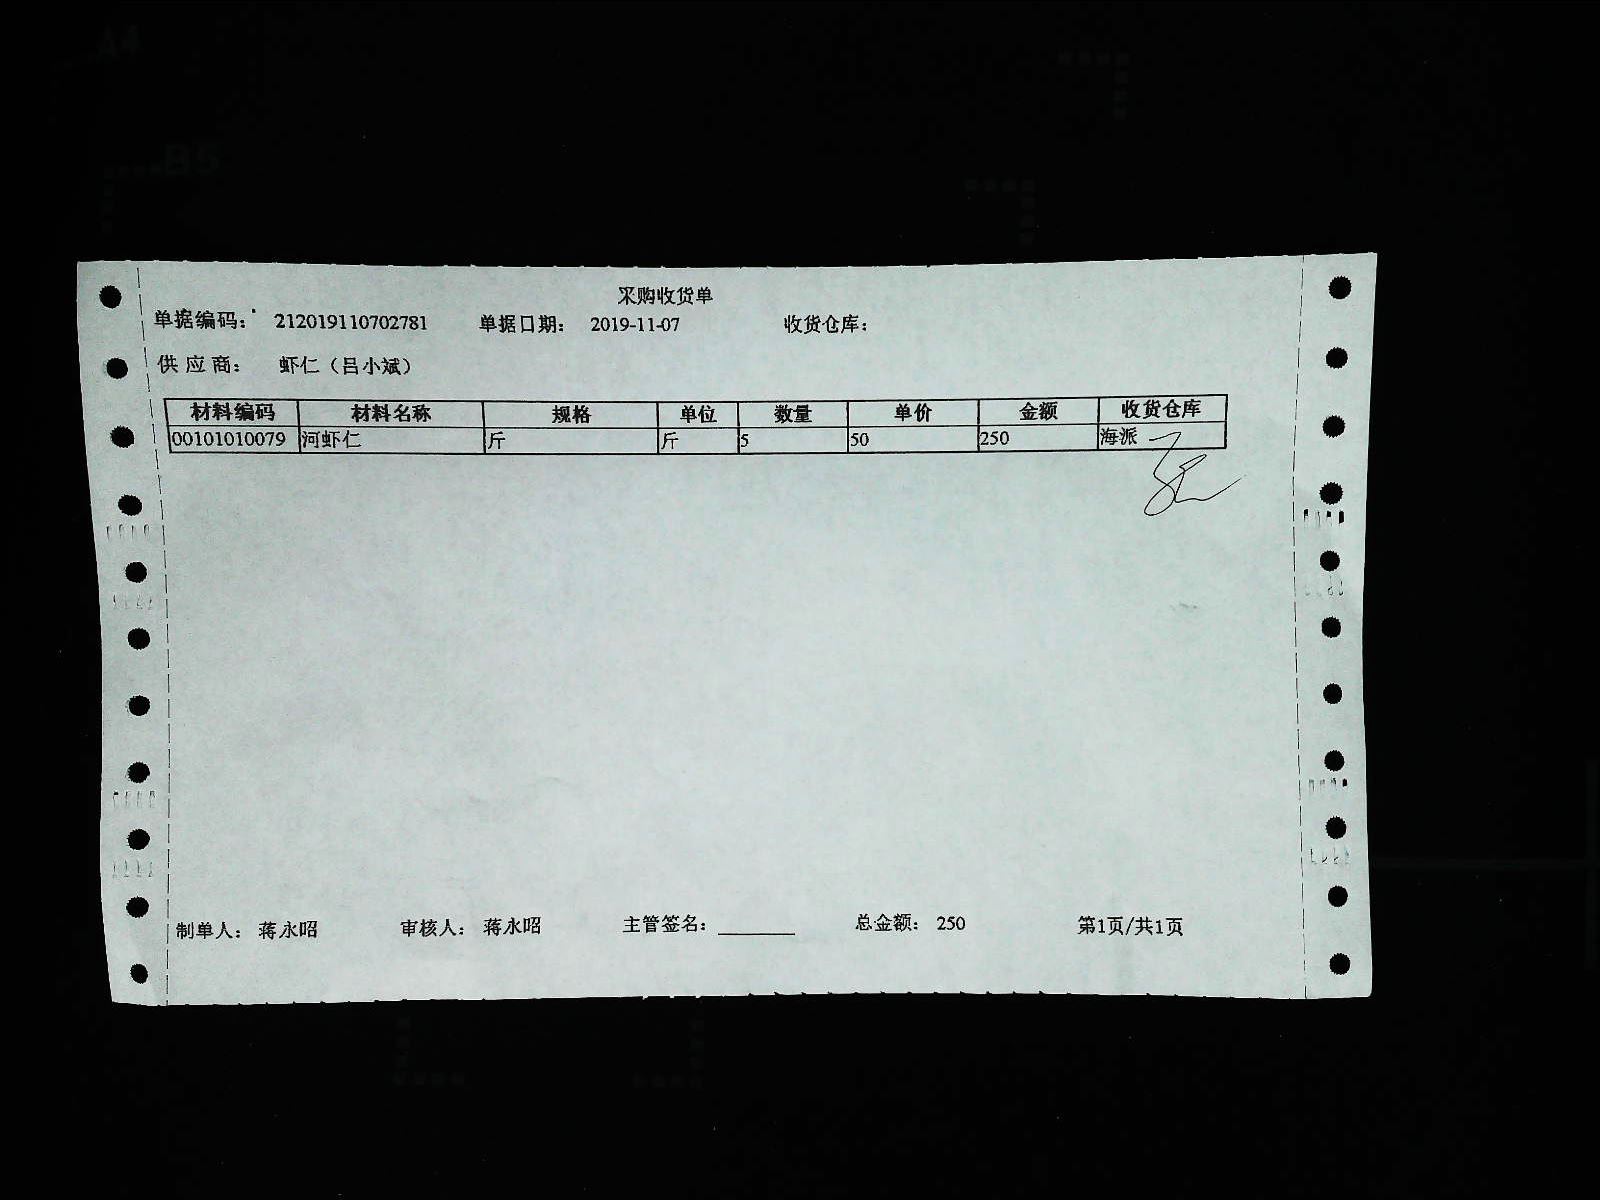 采购收货单
单据编码： 212019110702781 单据日期： 2019-11-07 收货仓库：
供应商： 虾仁（吕小斌）
材料编码 材料名称 规格 单位 数量 单价 金额 收货仓库
00101010079 河虾仁 斤 斤 5 50 250 海派
制单人： 蒋永昭 审核人： 蒋永昭 主管签名： 总金额： 250 第1页/共1页